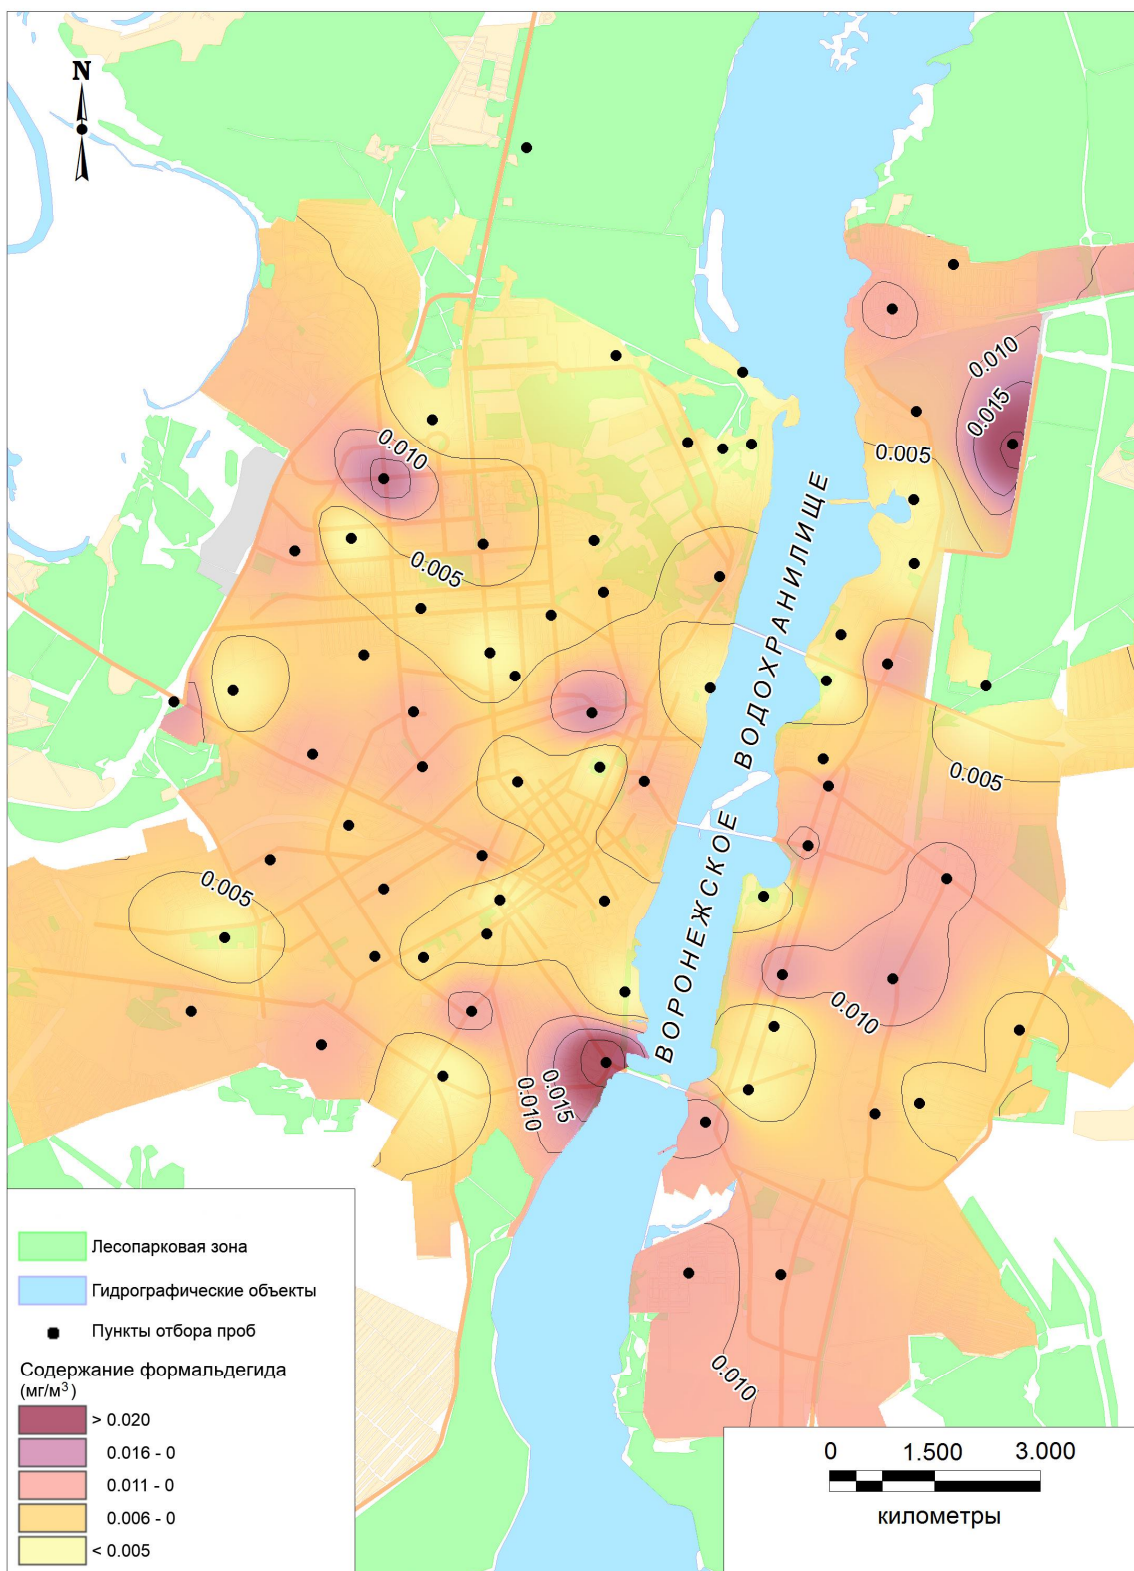 N
0.010
0.015
0.010
0.005
0.005
ВОРОНЕЖСКОЕ ВОДОХРАНИЛИЩЕ
0.005
0.005
0.010
0.015
0.010
0.010
Лесопарковая зона
Гидрографические объекты
Пункты отбора проб
Содержание формальдегида
(мг/м³)
> 0.020
0.016 - 0
0.011 - 0
0.006 - 0
< 0.005
0 1.500 3.000
километры